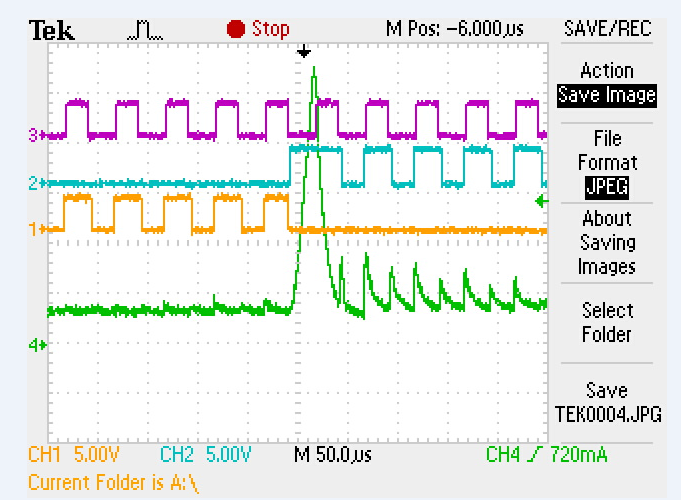 Tek Stop M Pos: -6.000µs SAVE/REC
Action
Save Image
File
Format
JPEG
About
Saving
Images
Select
Folder
Save
TEK0004.JPG
3
2
1
4
CH1 5.00V CH2 5.00V M 50.0µs CH4 720mA
Current Folder is A:\